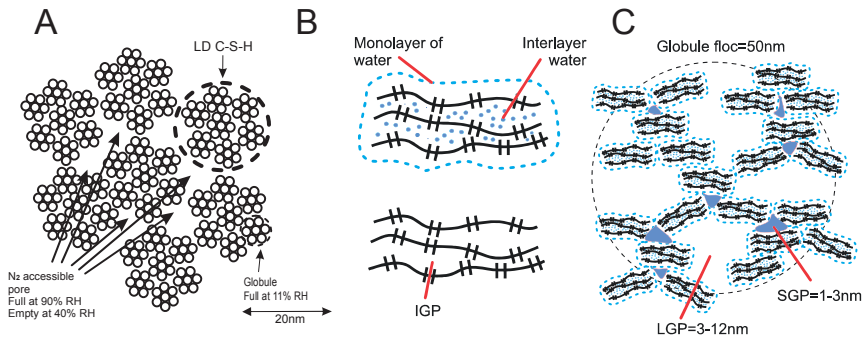 A
LD C-S-H
N2 accessible
pore
Full at 90% RH
Empty at 40% RH
Globule
Full at 11% RH
20nm
B
Monolayer of
water
Interlayer
water
IGP
C
Globule floc=50nm
SGP=1-3nm
LGP=3-12nm